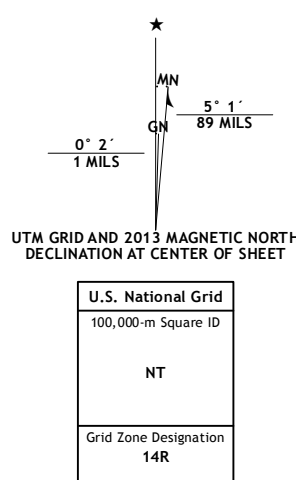 MN
5° 1´
89 MILS
GN
0° 2´
1 MILS
UTM GRID AND 2013 MAGNETIC NORTH
DECLINATION AT CENTER OF SHEET
U.S. National Grid
100,000-m Square ID
NT
Grid Zone Designation
14R